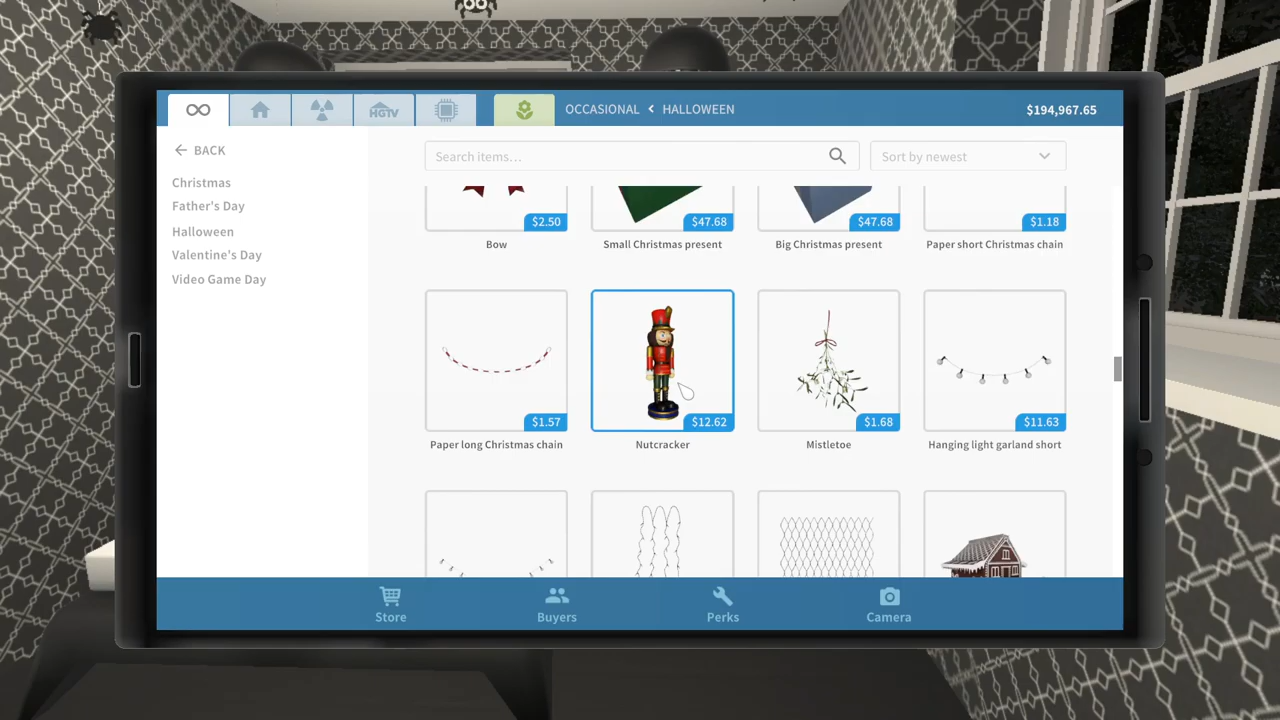 HGTV
OCCASIONAL < HALLOWEEN
$194,967.65
BACK
Search items...
Sort by newest
Christmas
Father's Day
Halloween
Valentine's Day
Video Game Day
$2.50
$47.68
$47.68
$1.18
Bow
Small Christmas present
Big Christmas present
Paper short Christmas chain
$1.57
$12.62
$1.68
$11.63
Paper long Christmas chain
Nutcracker
Mistletoe
Hanging light garland short
Store
Buyers
Perks
Camera